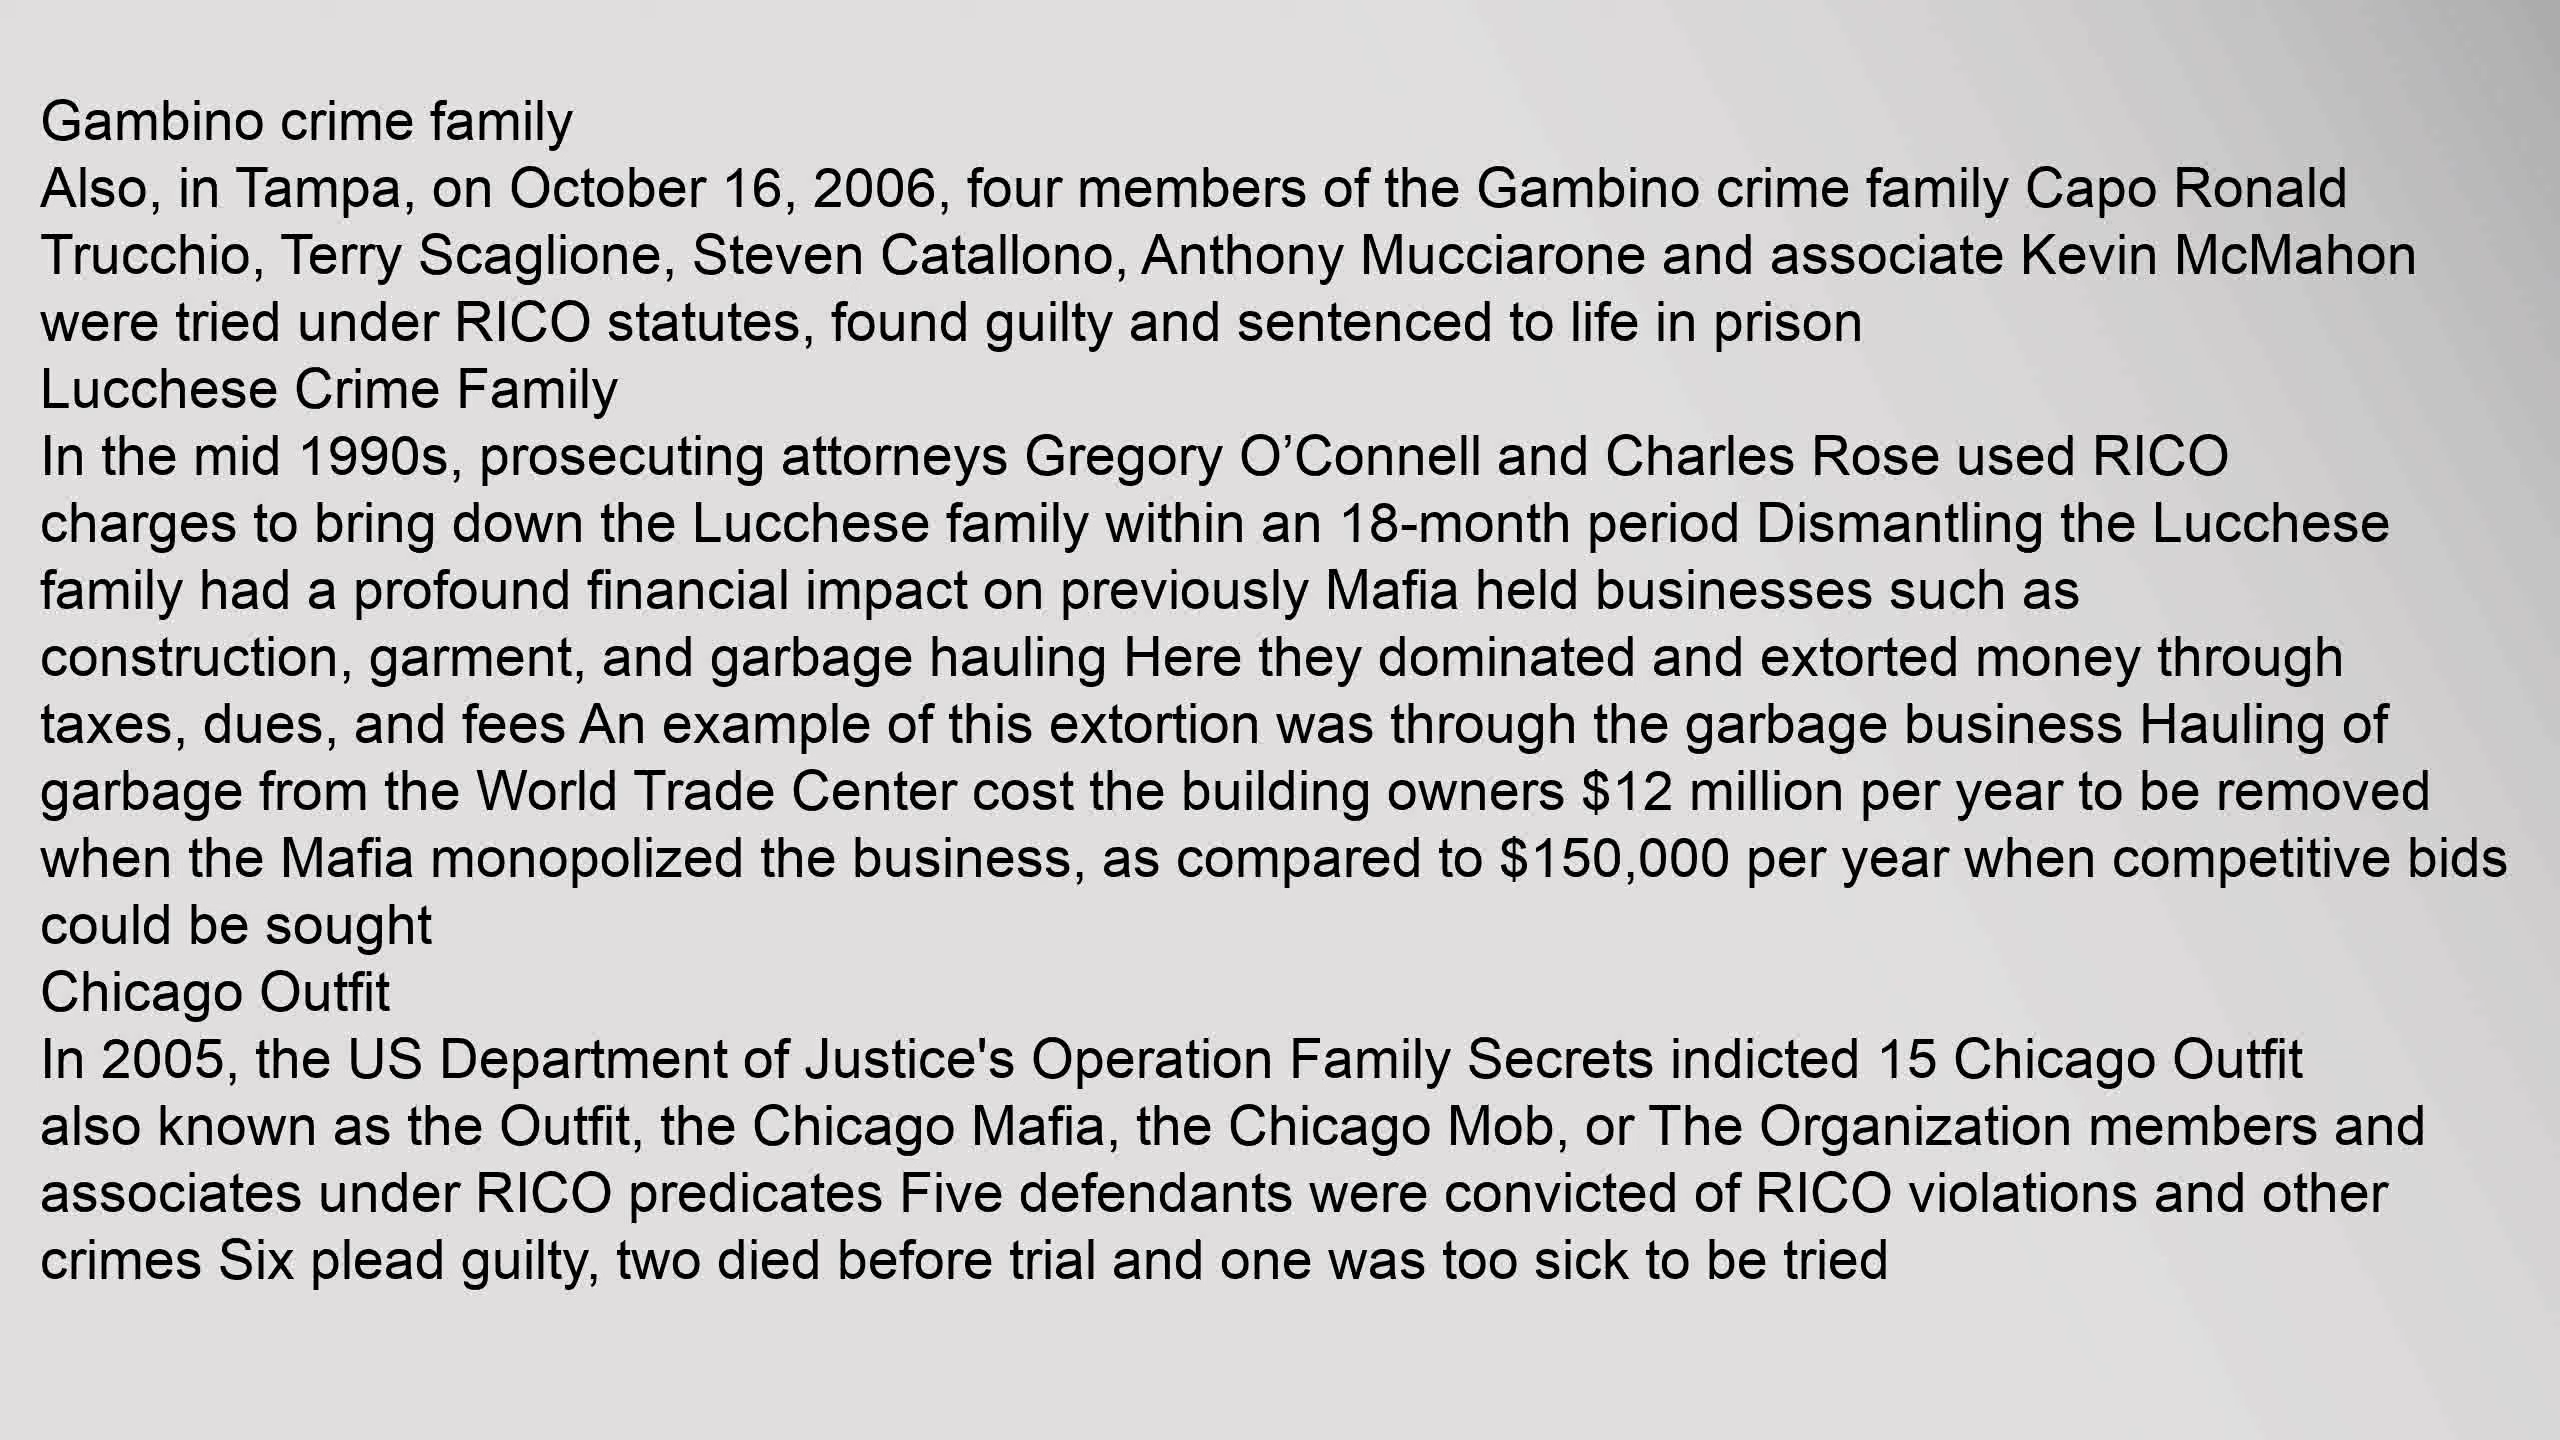 Gambino crime family
Also, in Tampa, on October 16, 2006, four members of the Gambino crime family Capo Ronald
Trucchio, Terry Scaglione, Steven Catallono, Anthony Mucciarone and associate Kevin McMahon
were tried under RICO statutes, found guilty and sentenced to life in prison
Lucchese Crime Family
In the mid 1990s, prosecuting attorneys Gregory O’Connell and Charles Rose used RICO
charges to bring down the Lucchese family within an 18-month period Dismantling the Lucchese
family had a profound financial impact on previously Mafia held businesses such as
construction, garment, and garbage hauling Here they dominated and extorted money through
taxes, dues, and fees An example of this extortion was through the garbage business Hauling of
garbage from the World Trade Center cost the building owners $12 million per year to be removed
when the Mafia monopolized the business, as compared to $150,000 per year when competitive bids
could be sought
Chicago Outfit
In 2005, the US Department of Justice's Operation Family Secrets indicted 15 Chicago Outfit
also known as the Outfit, the Chicago Mafia, the Chicago Mob, or The Organization members and
associates under RICO predicates Five defendants were convicted of RICO violations and other
crimes Six plead guilty, two died before trial and one was too sick to be tried